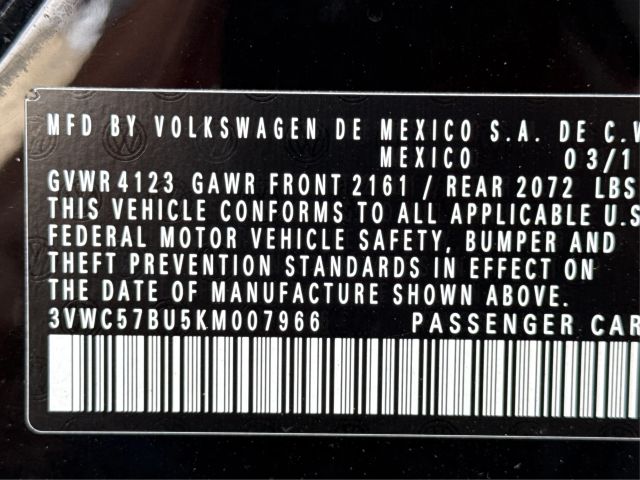 MFD BY VOLKSWAGEN DE MEXICO S.A. DE C.V
MEXICO 03/1
GVWR 4123 GAWR FRONT 2161 / REAR 2072 LBS
THIS VEHICLE CONFORMS TO ALL APPLICABLE U.S
FEDERAL MOTOR VEHICLE SAFETY, BUMPER AND
THEFT PREVENTION STANDARDS IN EFFECT ON
THE DATE OF MANUFACTURE SHOWN ABOVE.
3VWC57BU5KM007966 PASSENGER CAR